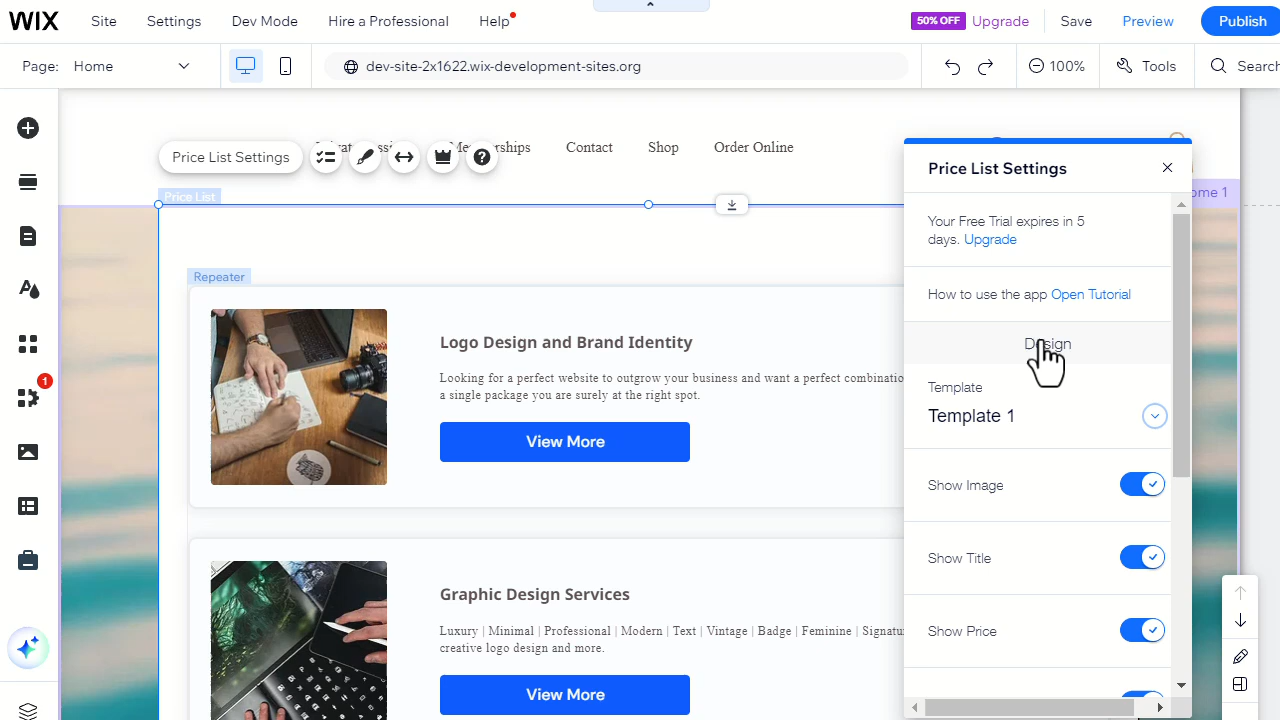 WIX Site Settings Dev Mode Hire a Professional Help 50% OFF Upgrade Save Preview Publish
Page: Home dev-site-2x1622.wix-development-sites.org 100% Tools Search
Contact Shop Order Online
Price List Settings
Price List
Repeater
Logo Design and Brand Identity
Looking for a perfect website to outgrow your business and want a perfect
a single package you are surely at the right spot.
View More
Graphic Design Services
Luxury | Minimal | Professional | Modern | Text | Vintage | Badge | Feminine |
creative logo design and more.
View More
Price List Settings
Your Free Trial expires in 5
days. Upgrade
How to use the app Open Tutorial
Design
Template
Template 1
Show Image
Show Title
Show Price
1